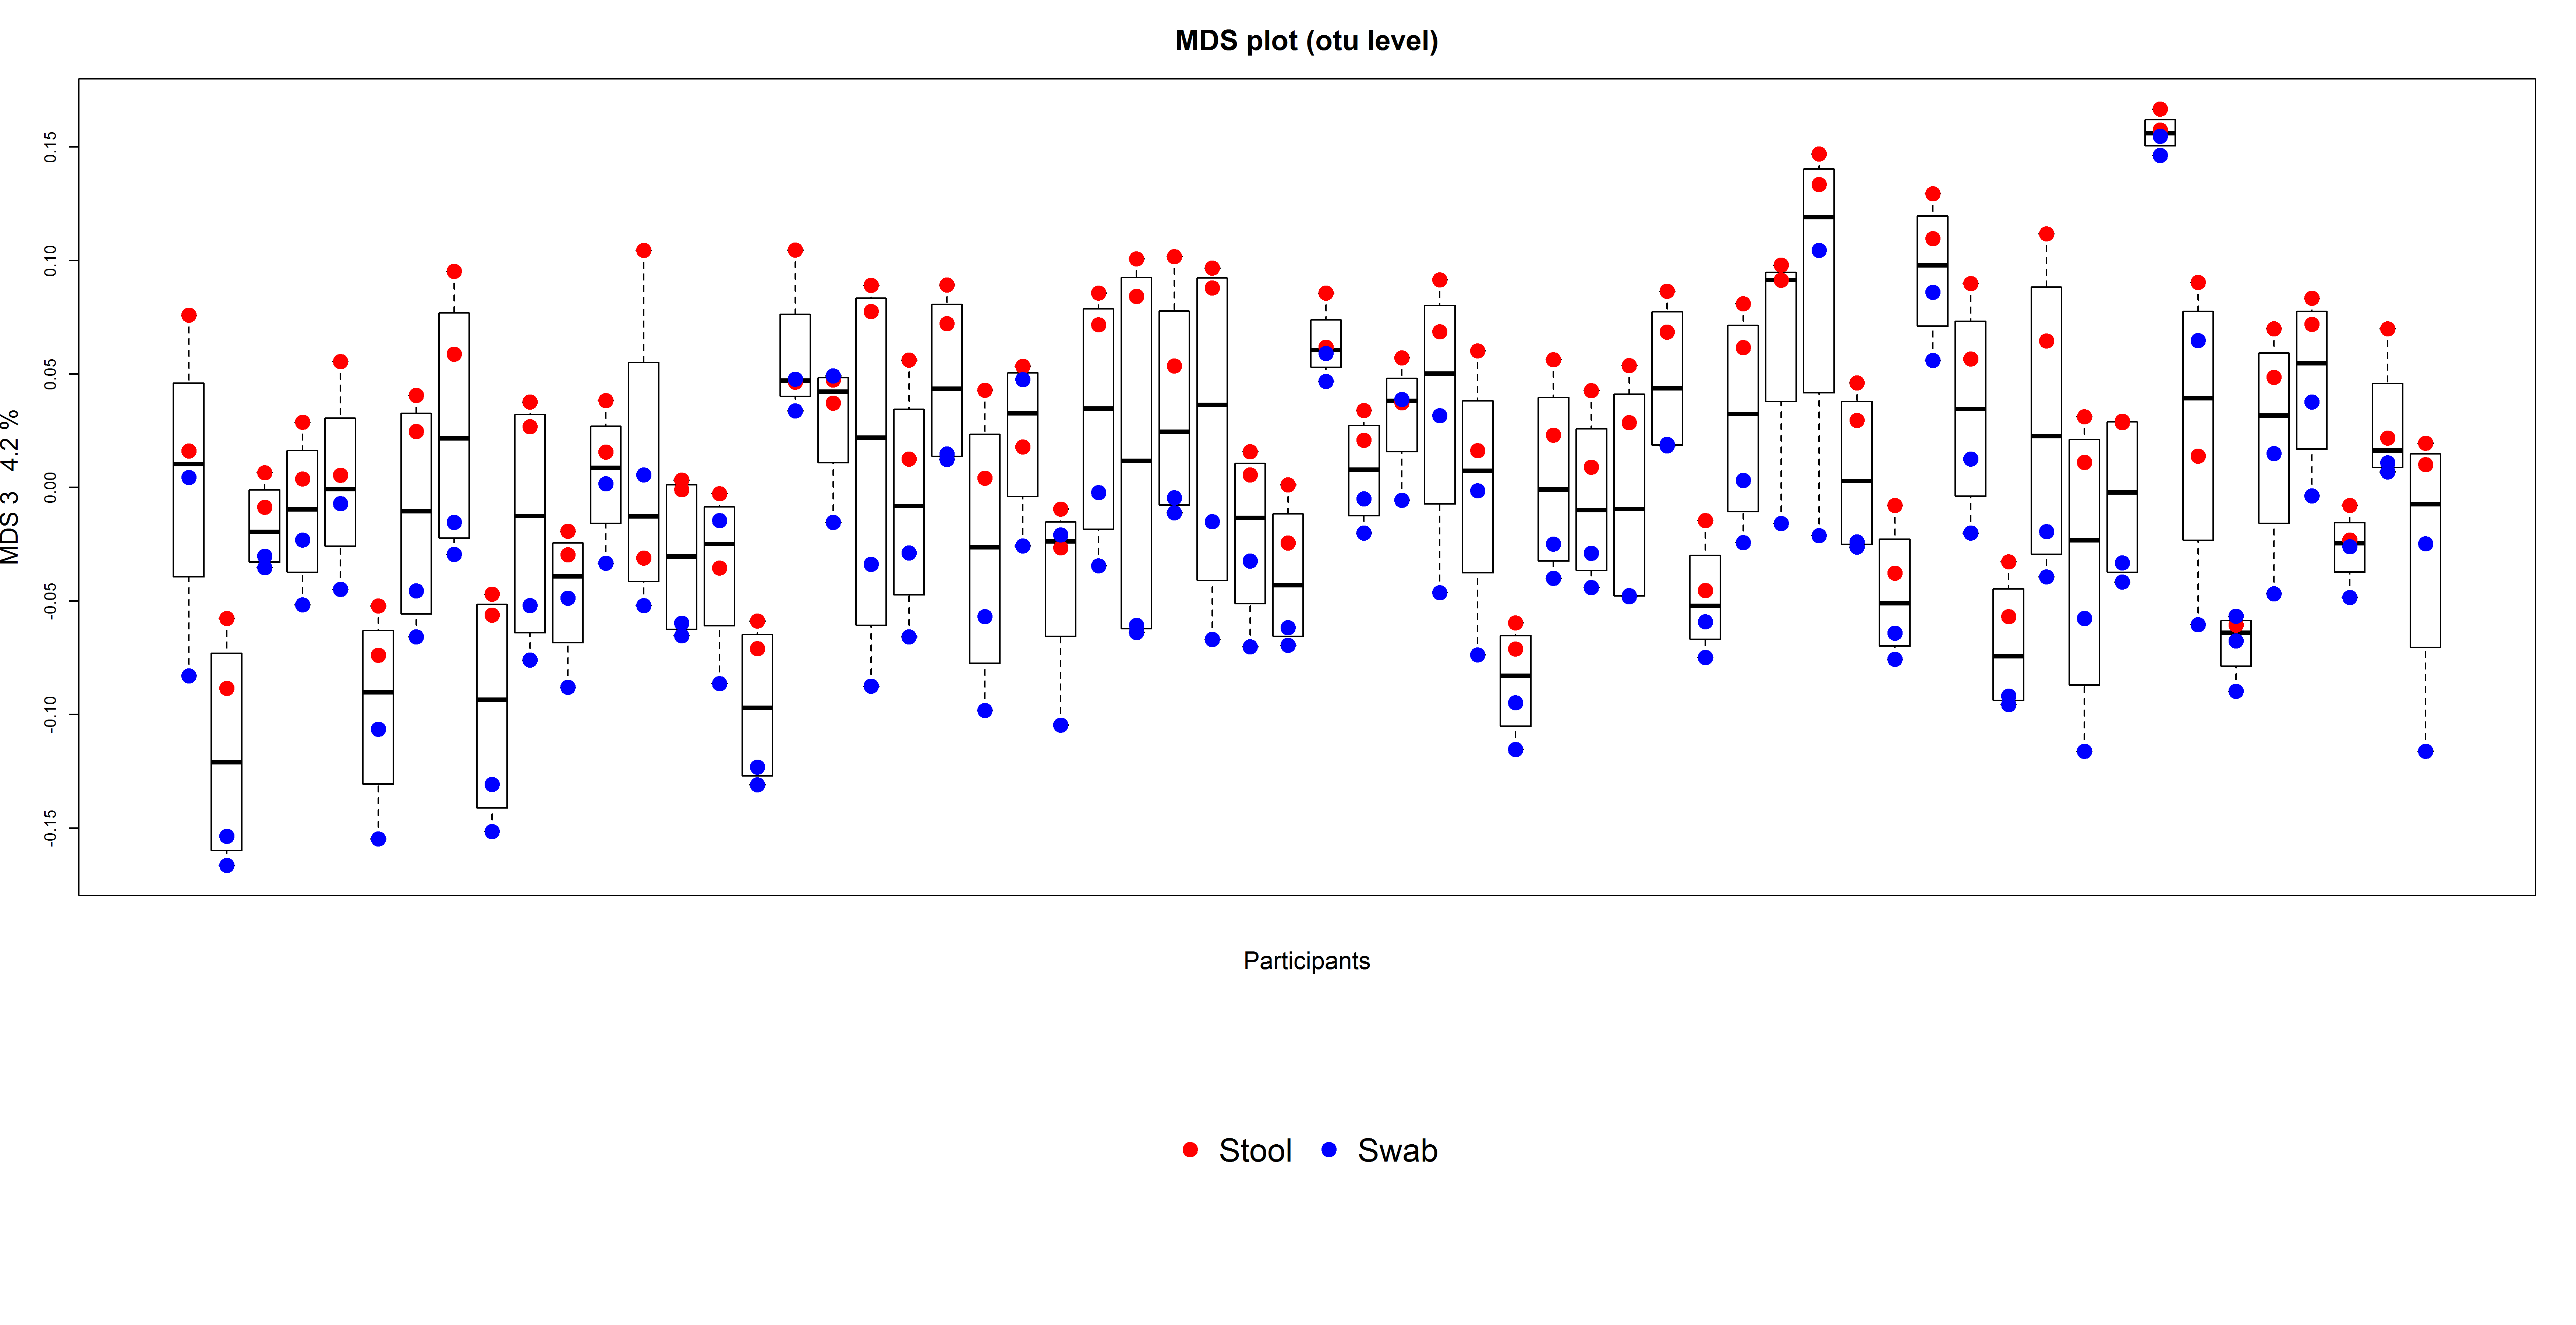 MDS plot (otu level)
MDS 3 4.2 %
0.15
0.10
0.05
0.00
-0.05
-0.10
-0.15
Participants
Stool Swab